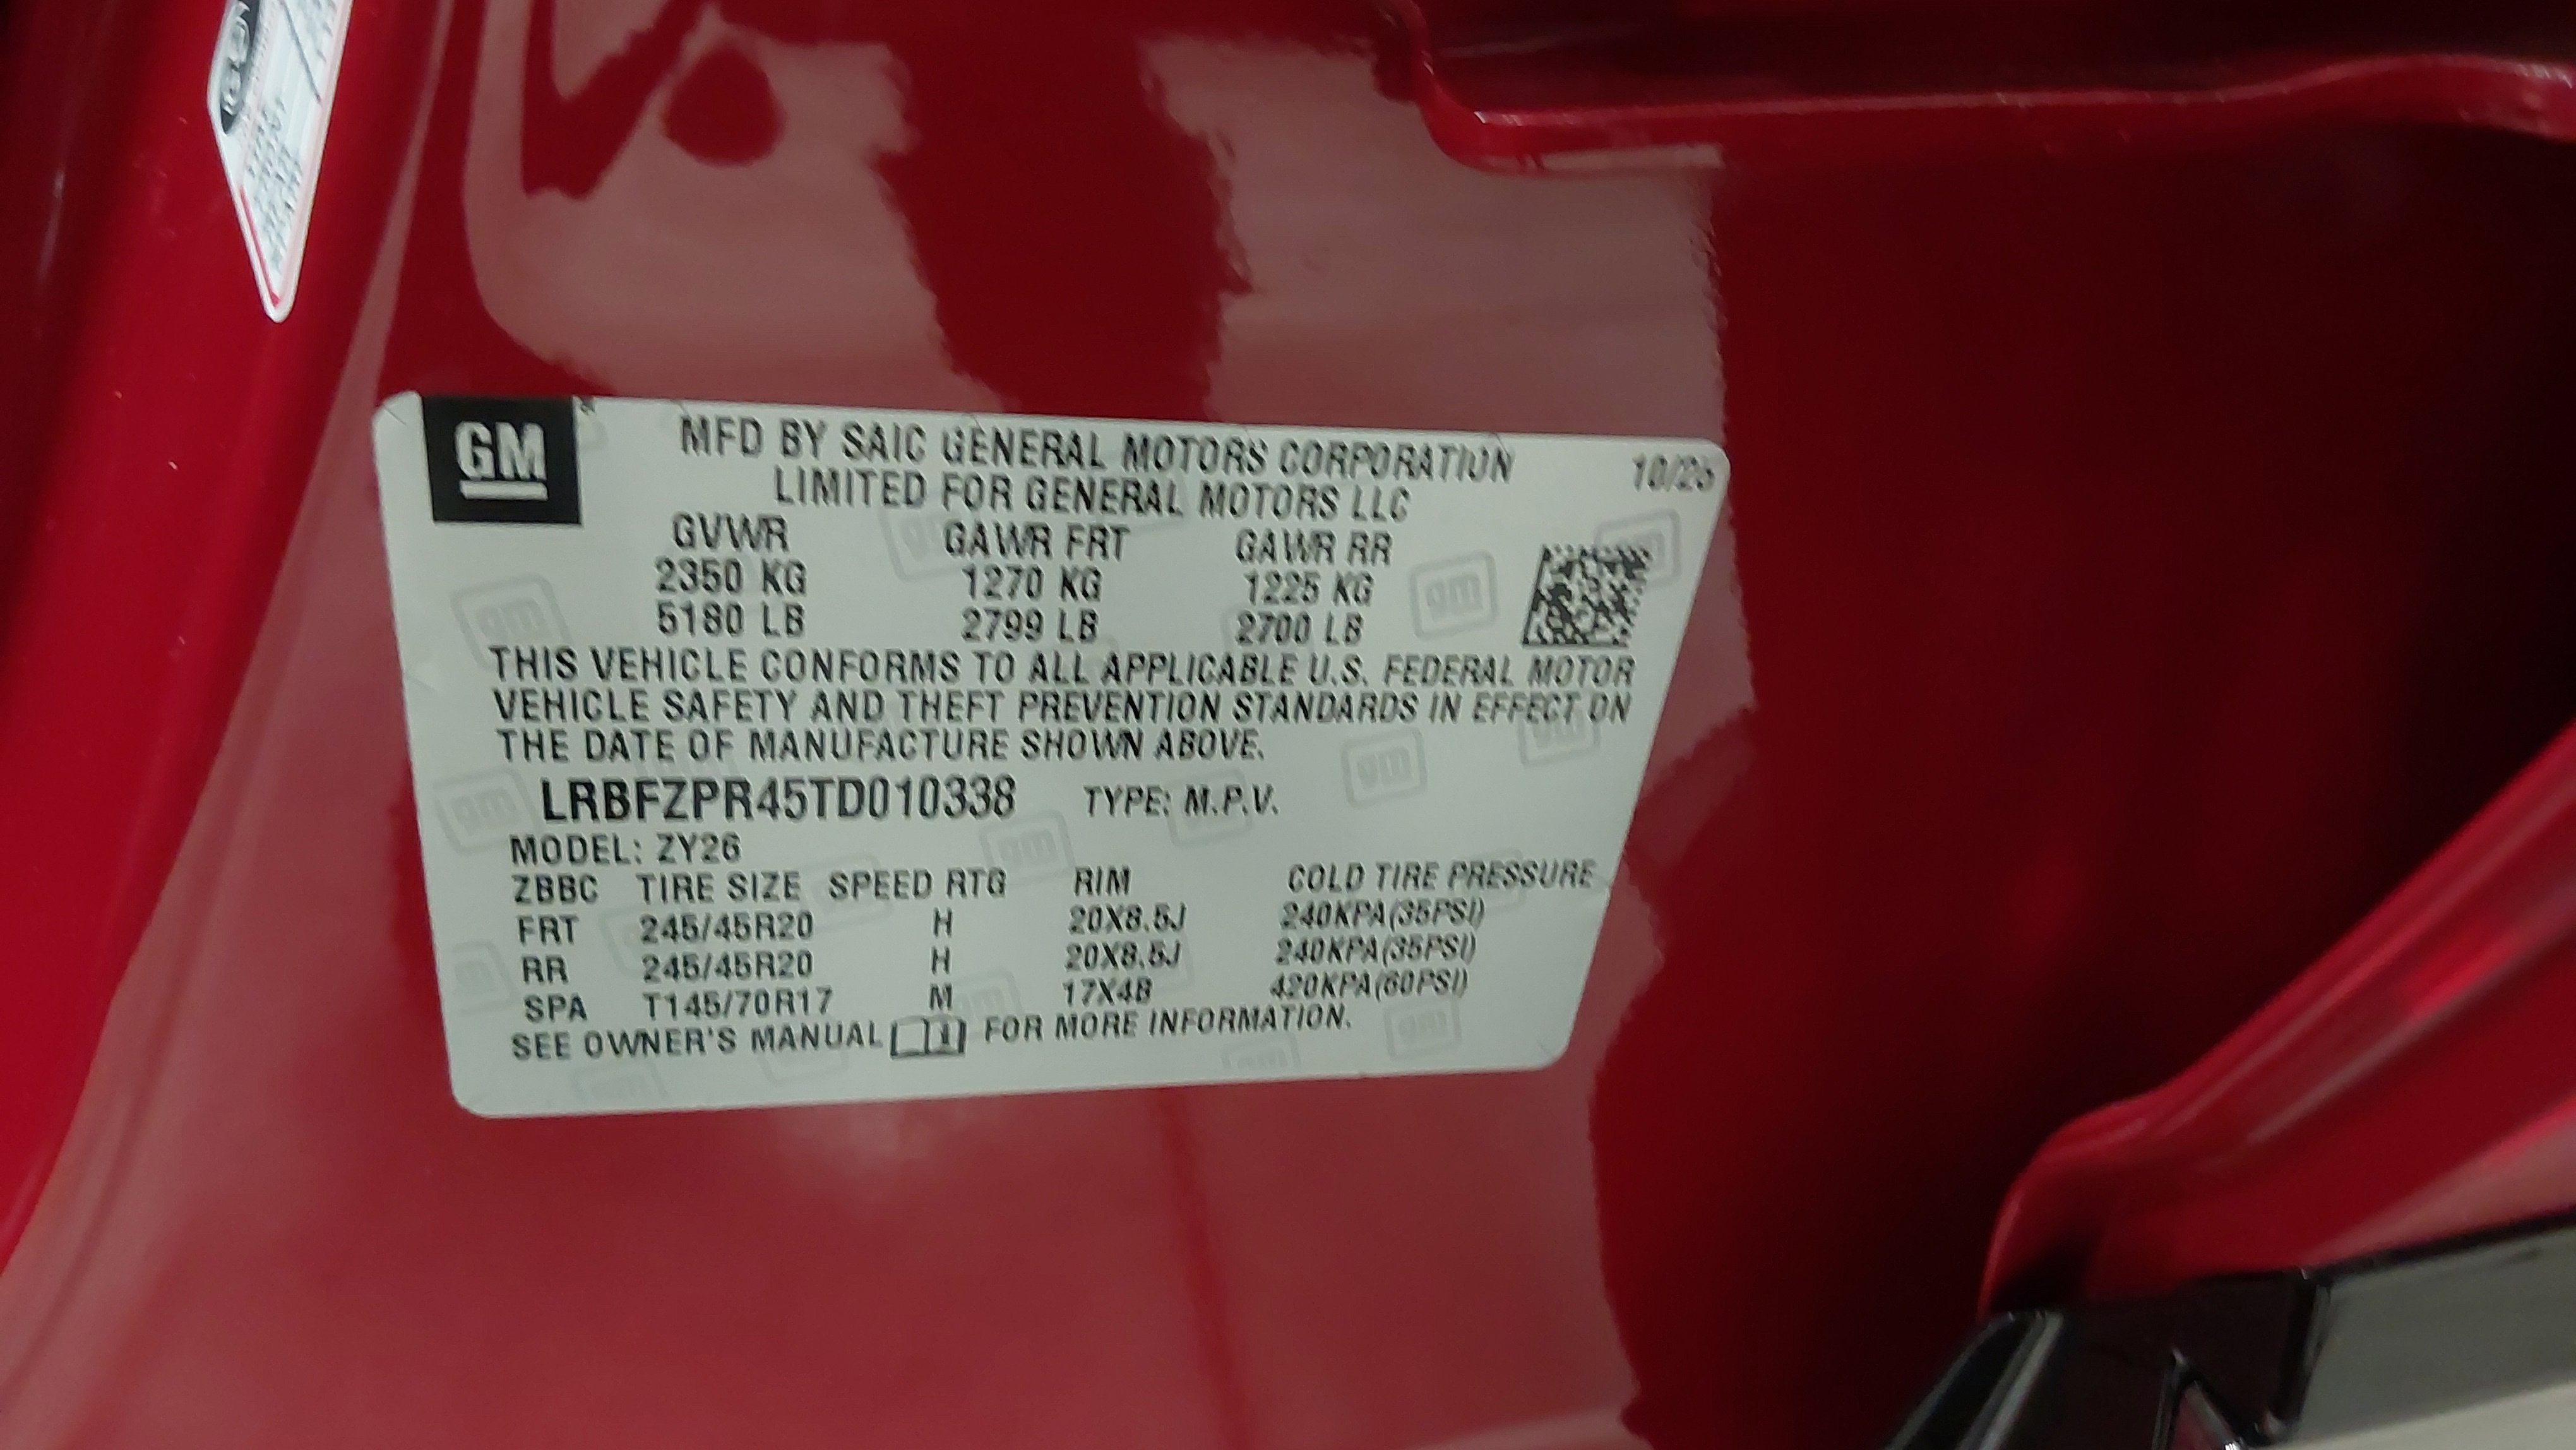 GM
MFD BY SAIC GENERAL MOTORS CORPORATION
LIMITED FOR GENERAL MOTORS LLC
GVWR GAWR FRT GAWR RR
2350 KG 1270 KG 1225 KG
5180 LB 2799 LB 2700 LB
THIS VEHICLE CONFORMS TO ALL APPLICABLE U.S. FEDERAL MOTOR
VEHICLE SAFETY AND THEFT PREVENTION STANDARDS IN EFFECT ON
THE DATE OF MANUFACTURE SHOWN ABOVE.
LRBFZPR45TD010338 TYPE: M.P.V.
MODEL: ZY26
ZBBC TIRE SIZE SPEED RTG RIM COLD TIRE PRESSURE
FRT 245/45R20 H 20X8.5J 240KPA(35PSI)
RR 245/45R20 H 20X8.5J 240KPA(35PSI)
SPA T145/70R17 M 17X4B 420KPA(60PSI)
SEE OWNER'S MANUAL FOR MORE INFORMATION.